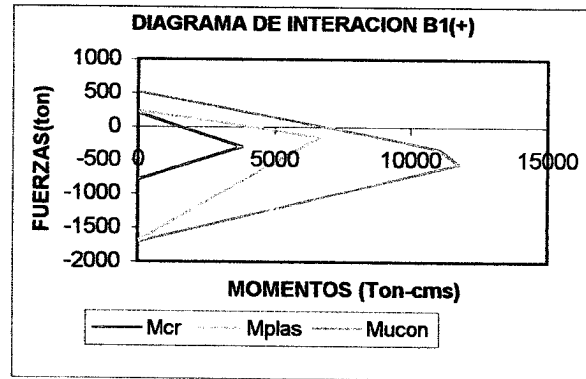 DIAGRAMA DE INTERACION B1(+)
1000
500
0
-500
-1000
-1500
-2000
0
5000
10000
15000
FUERZAS(ton)
MOMENTOS (Ton-cms)
Mcr
Mplas
Mucon